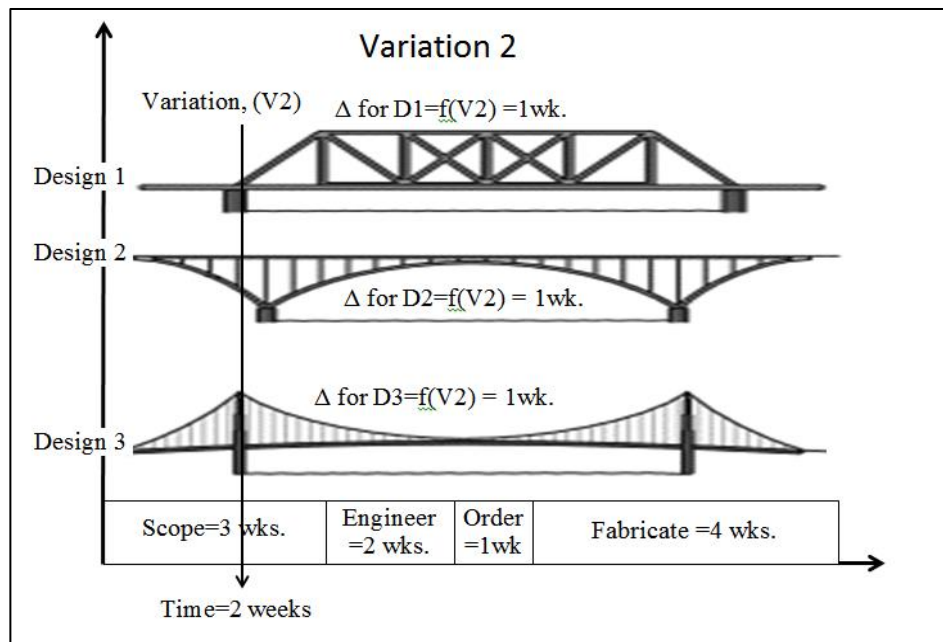 Variation 2
Variation, (V2)
Δ for D1=f(V2) =1wk.
Design 1
Design 2
Δ for D2=f(V2) = 1wk.
Δ for D3=f(V2) = 1wk.
Design 3
Scope=3 wks.
Engineer
=2 wks.
Order
=1wk
Fabricate =4 wks.
Time=2 weeks